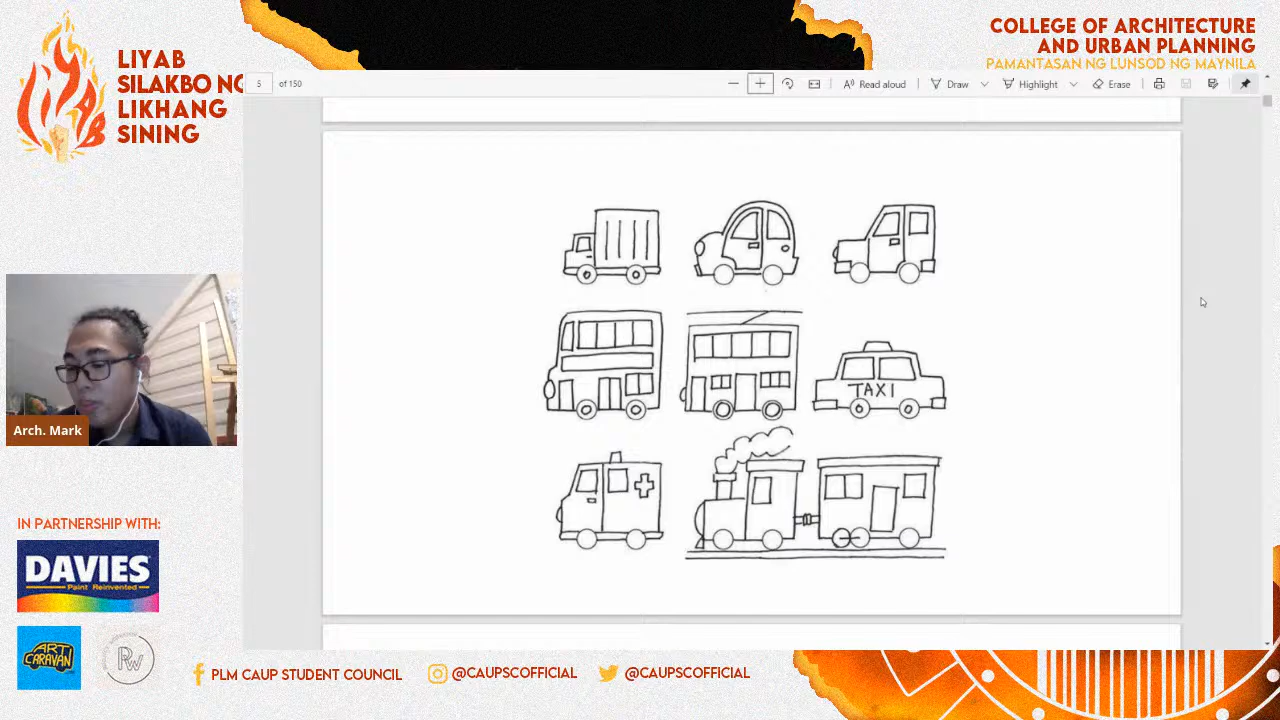 LIYAB
SILAKBO NG
LIKHANG
SINING
COLLEGE OF ARCHITECTURE
AND URBAN PLANNING
PAMANTASAN NG LUNSOD NG MAYNILA
5 of 150
Read aloud
Draw
Highlight
Erase
TAXI
Arch. Mark
IN PARTNERSHIP WITH:
DAVIES
Paint Reinvented
ART
CARAVAN
PW
PLM CAUP STUDENT COUNCIL
@CAUPSCOFFICIAL
@CAUPSCOFFICIAL